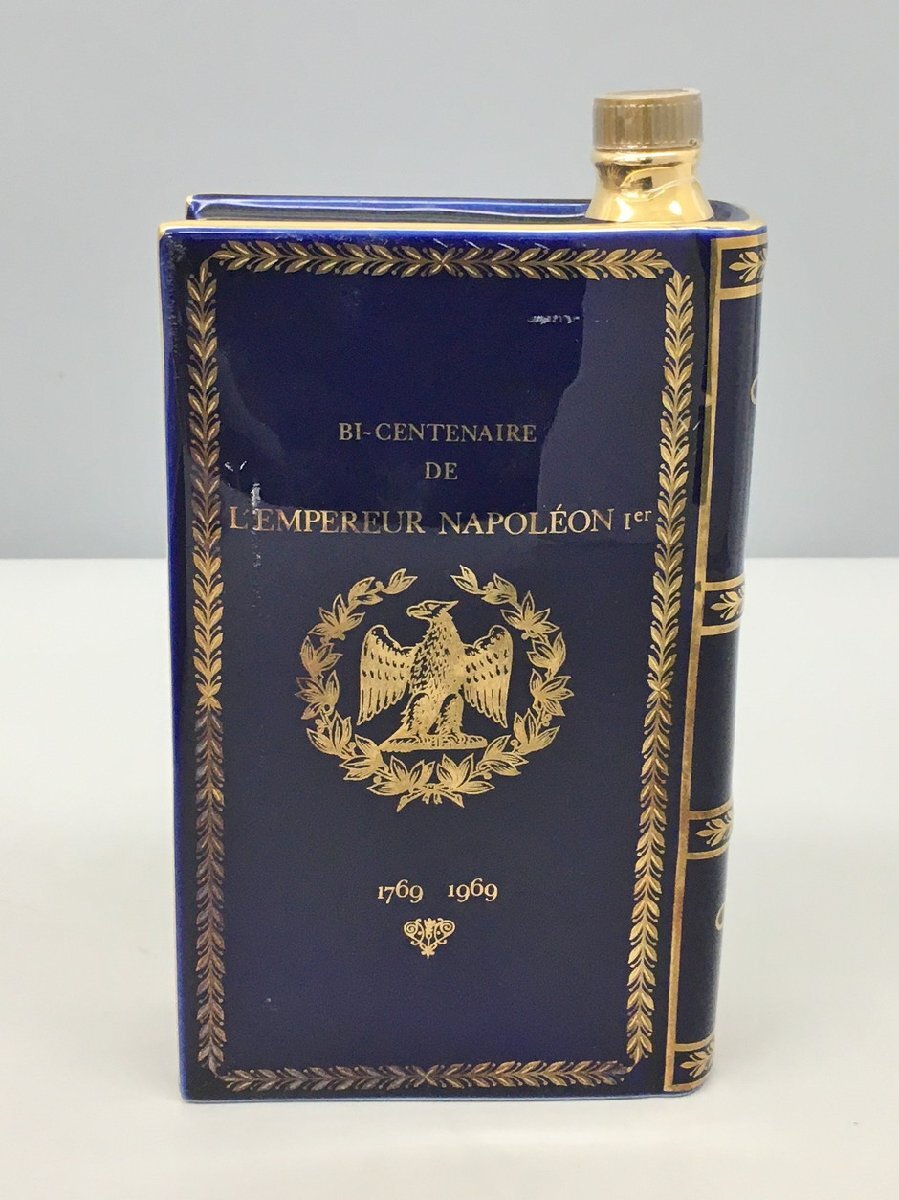 BI-CENTENAIRE
DE
L'EMPEREUR NAPOLÉON Ier
1769 1969